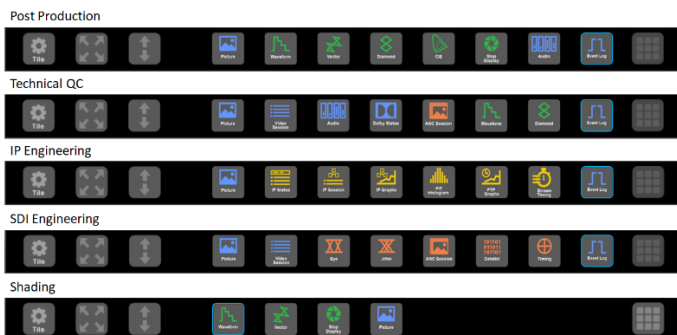 Post Production
Tile Picture Waveform Vector Diamond CIE Stop Display Audio Event Log
Technical QC
Tile Picture Video Session Audio Dolby Status ANC Session Waveform Diamond Event Log
IP Engineering
Tile Picture IP Status IP Session IP Graphs PIT Histogram PTP Graphs Stream Timing Event Log
SDI Engineering
Tile Picture Video Session Eye Jitter ANC Session Datalist Timing Event Log
Shading
Tile Waveform Vector Stop Display Picture